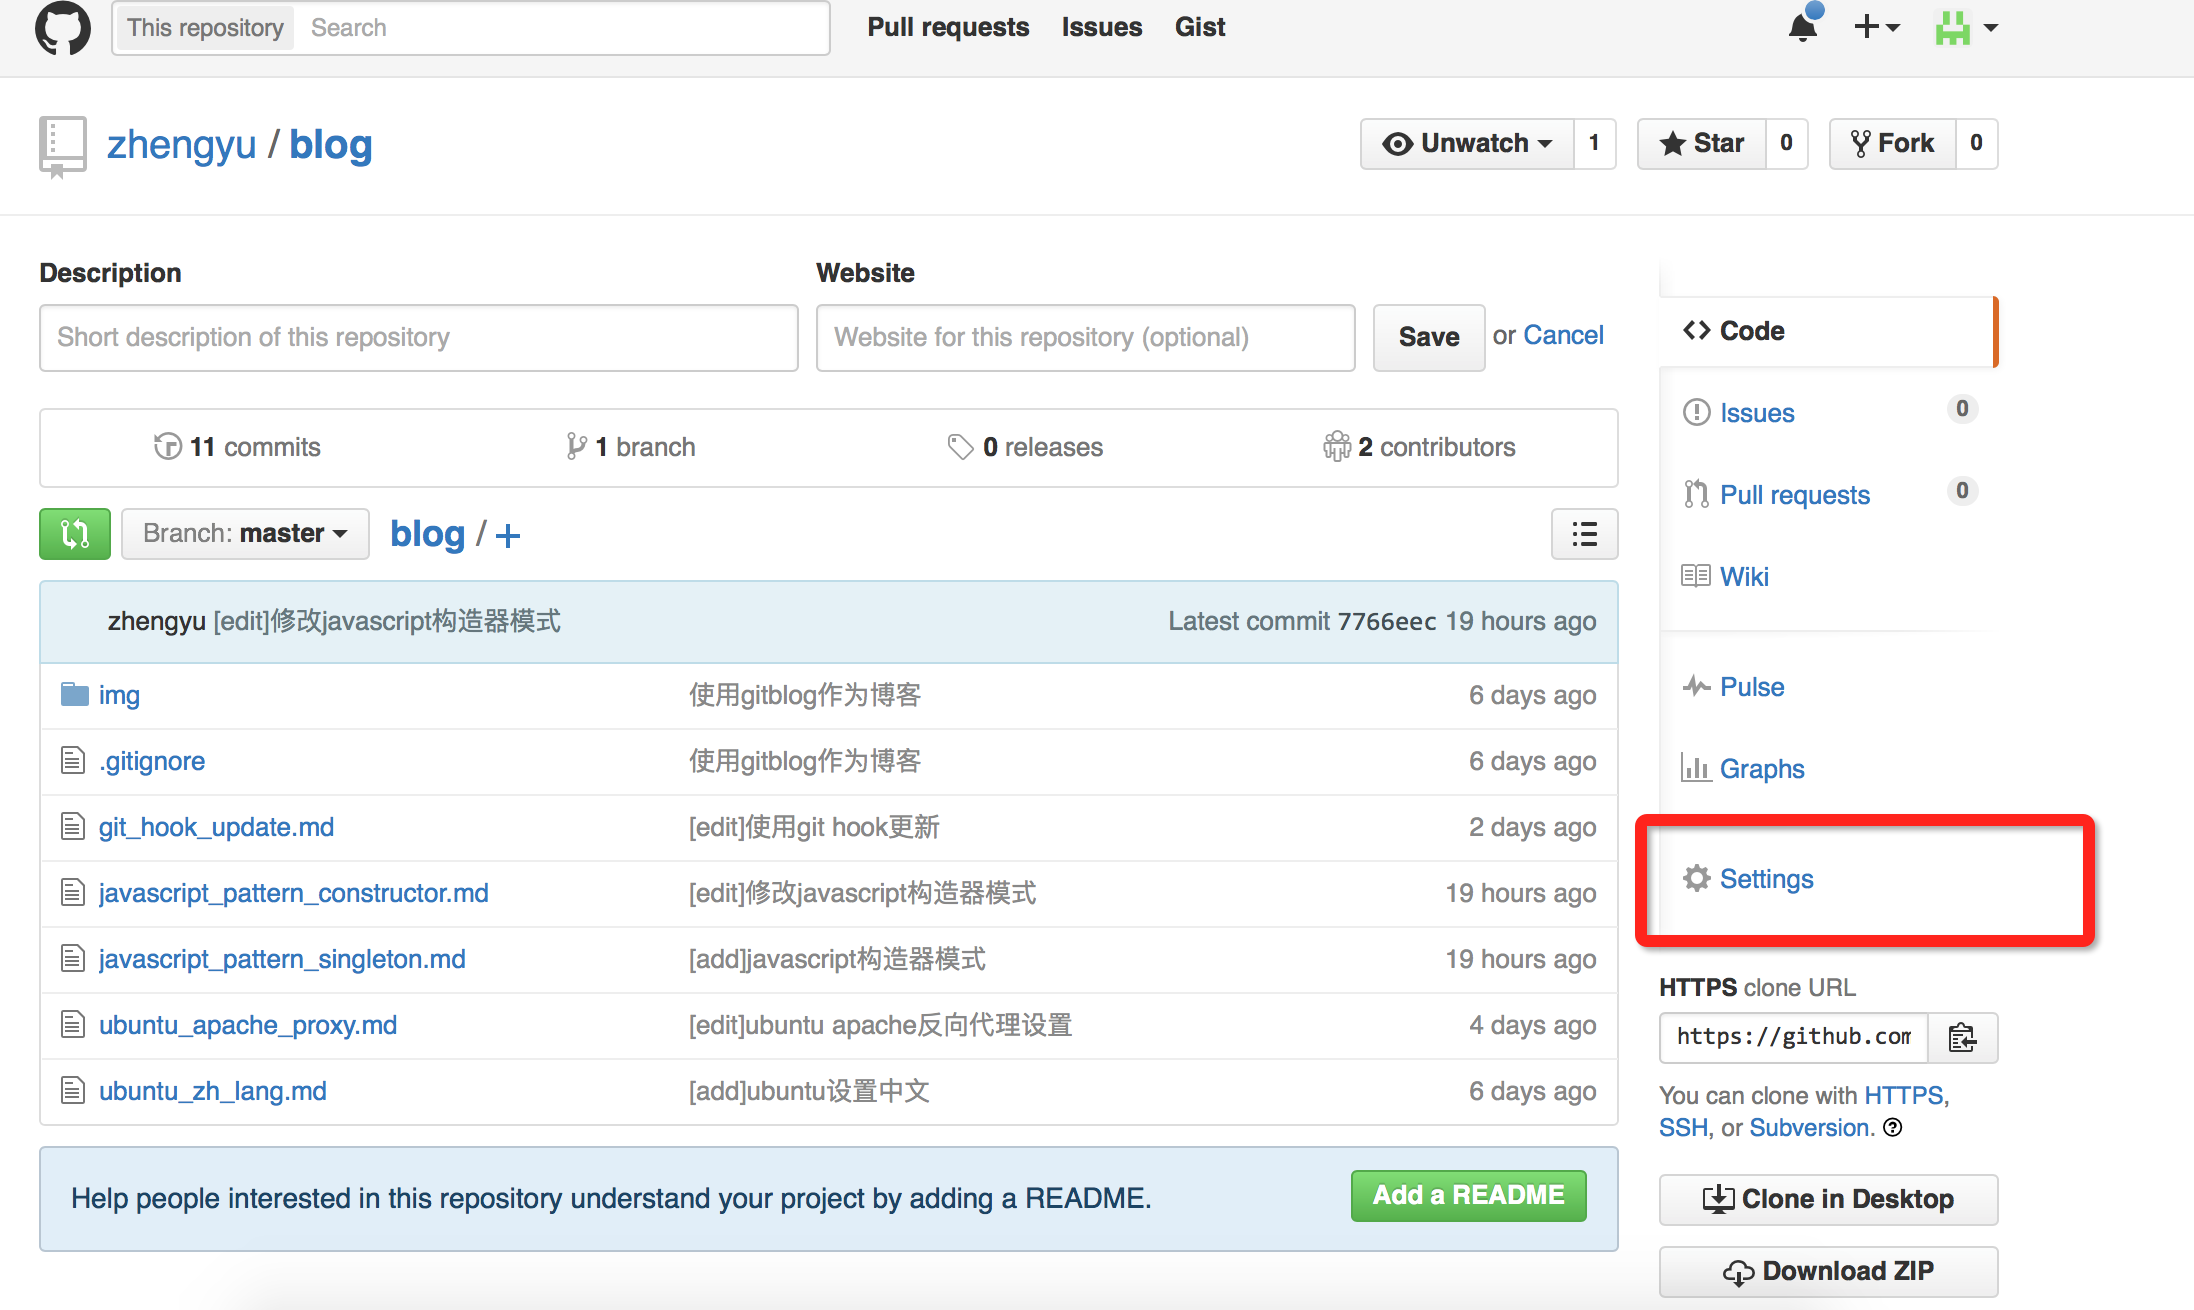 This repository Search Pull requests Issues Gist
zhengyu / blog Unwatch 1 Star 0 Fork 0
Description Website
Short description of this repository Website for this repository (optional) Save or Cancel
11 commits 1 branch 0 releases 2 contributors
Branch: master blog / +
zhengyu [edit]修改javascript构造器模式 Latest commit 7766eec 19 hours ago
img 使用gitblog作为博客 6 days ago
.gitignore 使用gitblog作为博客 6 days ago
git_hook_update.md [edit]使用git hook更新 2 days ago
javascript_pattern_constructor.md [edit]修改javascript构造器模式 19 hours ago
javascript_pattern_singleton.md [add]javascript构造器模式 19 hours ago
ubuntu_apache_proxy.md [edit]ubuntu apache反向代理设置 4 days ago
ubuntu_zh_lang.md [add]ubuntu设置中文 6 days ago
Help people interested in this repository understand your project by adding a README. Add a README
Code
Issues 0
Pull requests 0
Wiki
Pulse
Graphs
Settings
HTTPS clone URL
https://github.com
You can clone with HTTPS,
SSH, or Subversion.
Clone in Desktop
Download ZIP